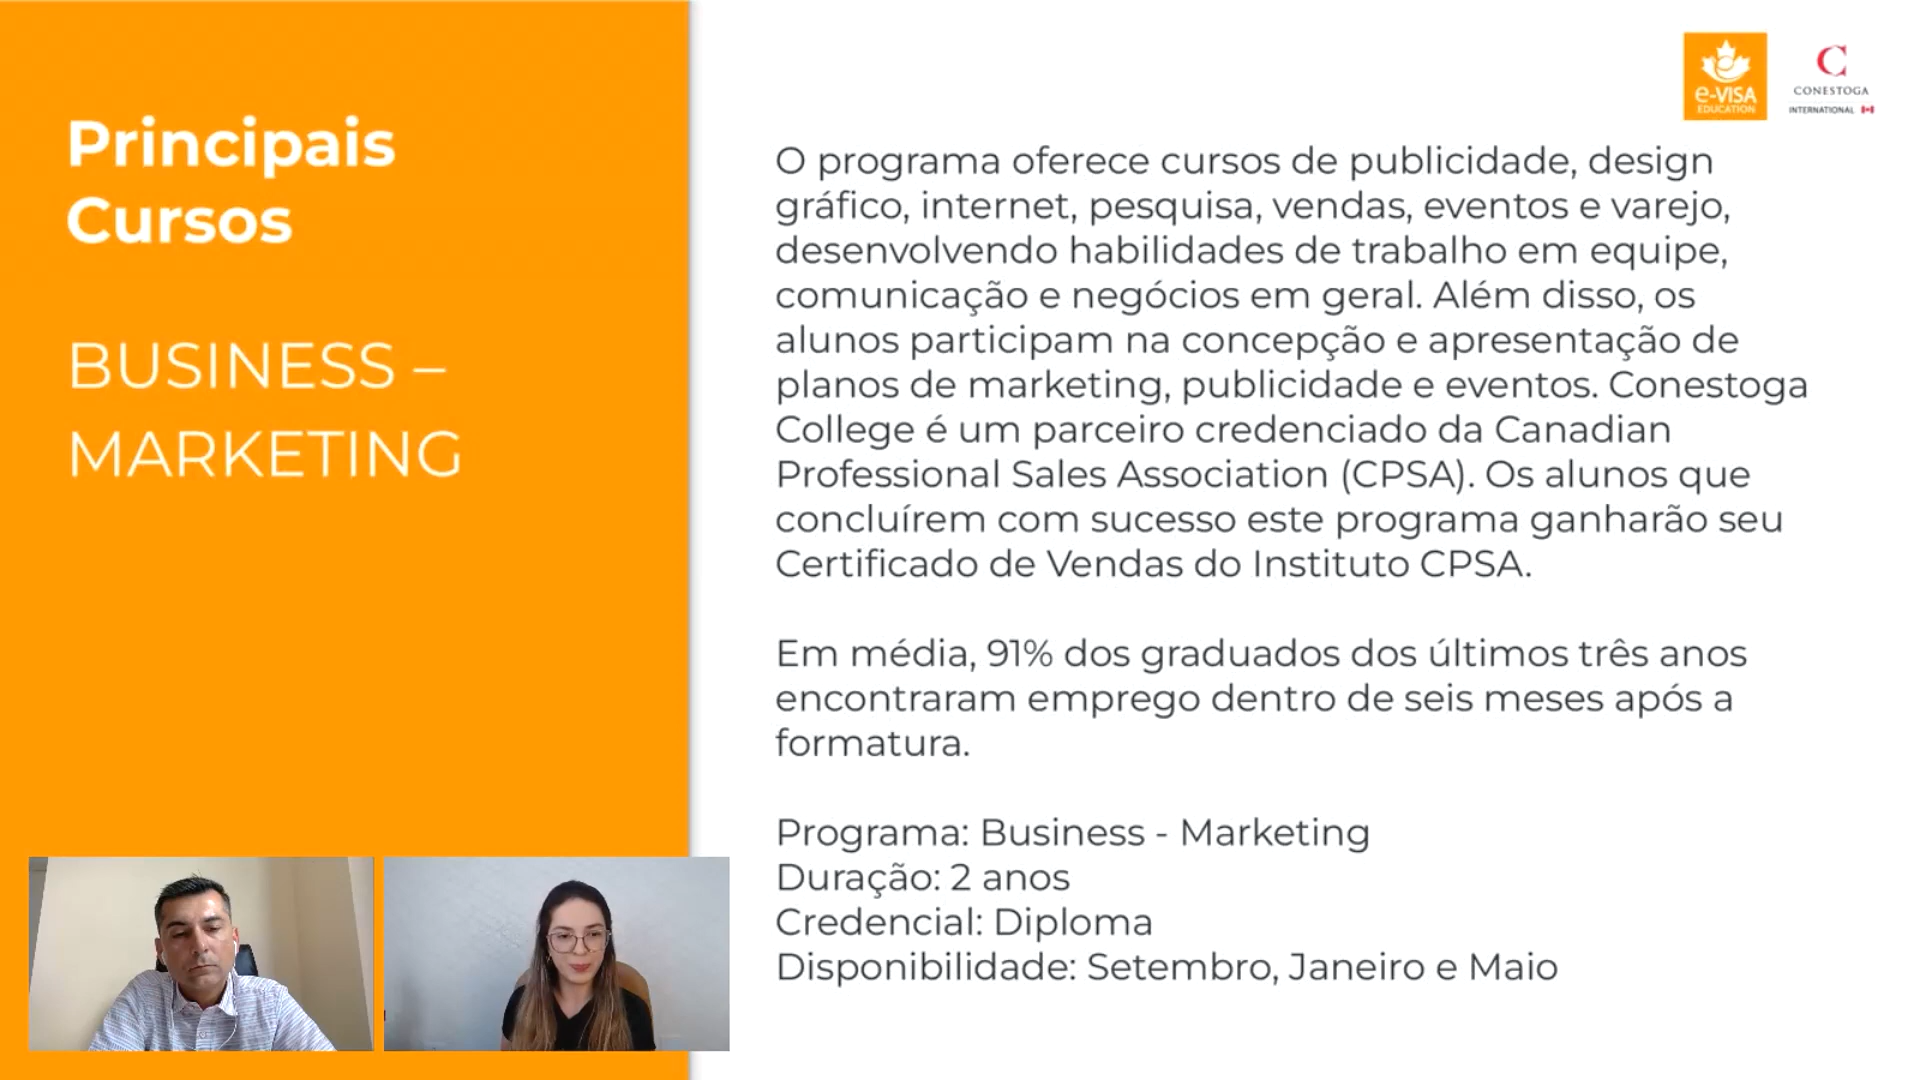 Principais
Cursos
BUSINESS –
MARKETING
e-VISA
EDUCATION
C
CONESTOGA
INTERNATIONAL
O programa oferece cursos de publicidade, design
gráfico, internet, pesquisa, vendas, eventos e varejo,
desenvolvendo habilidades de trabalho em equipe,
comunicação e negócios em geral. Além disso, os
alunos participam na concepção e apresentação de
planos de marketing, publicidade e eventos. Conestoga
College é um parceiro credenciado da Canadian
Professional Sales Association (CPSA). Os alunos que
concluírem com sucesso este programa ganharão seu
Certificado de Vendas do Instituto CPSA.
Em média, 91% dos graduados dos últimos três anos
encontraram emprego dentro de seis meses após a
formatura.
Programa: Business - Marketing
Duração: 2 anos
Credencial: Diploma
Disponibilidade: Setembro, Janeiro e Maio